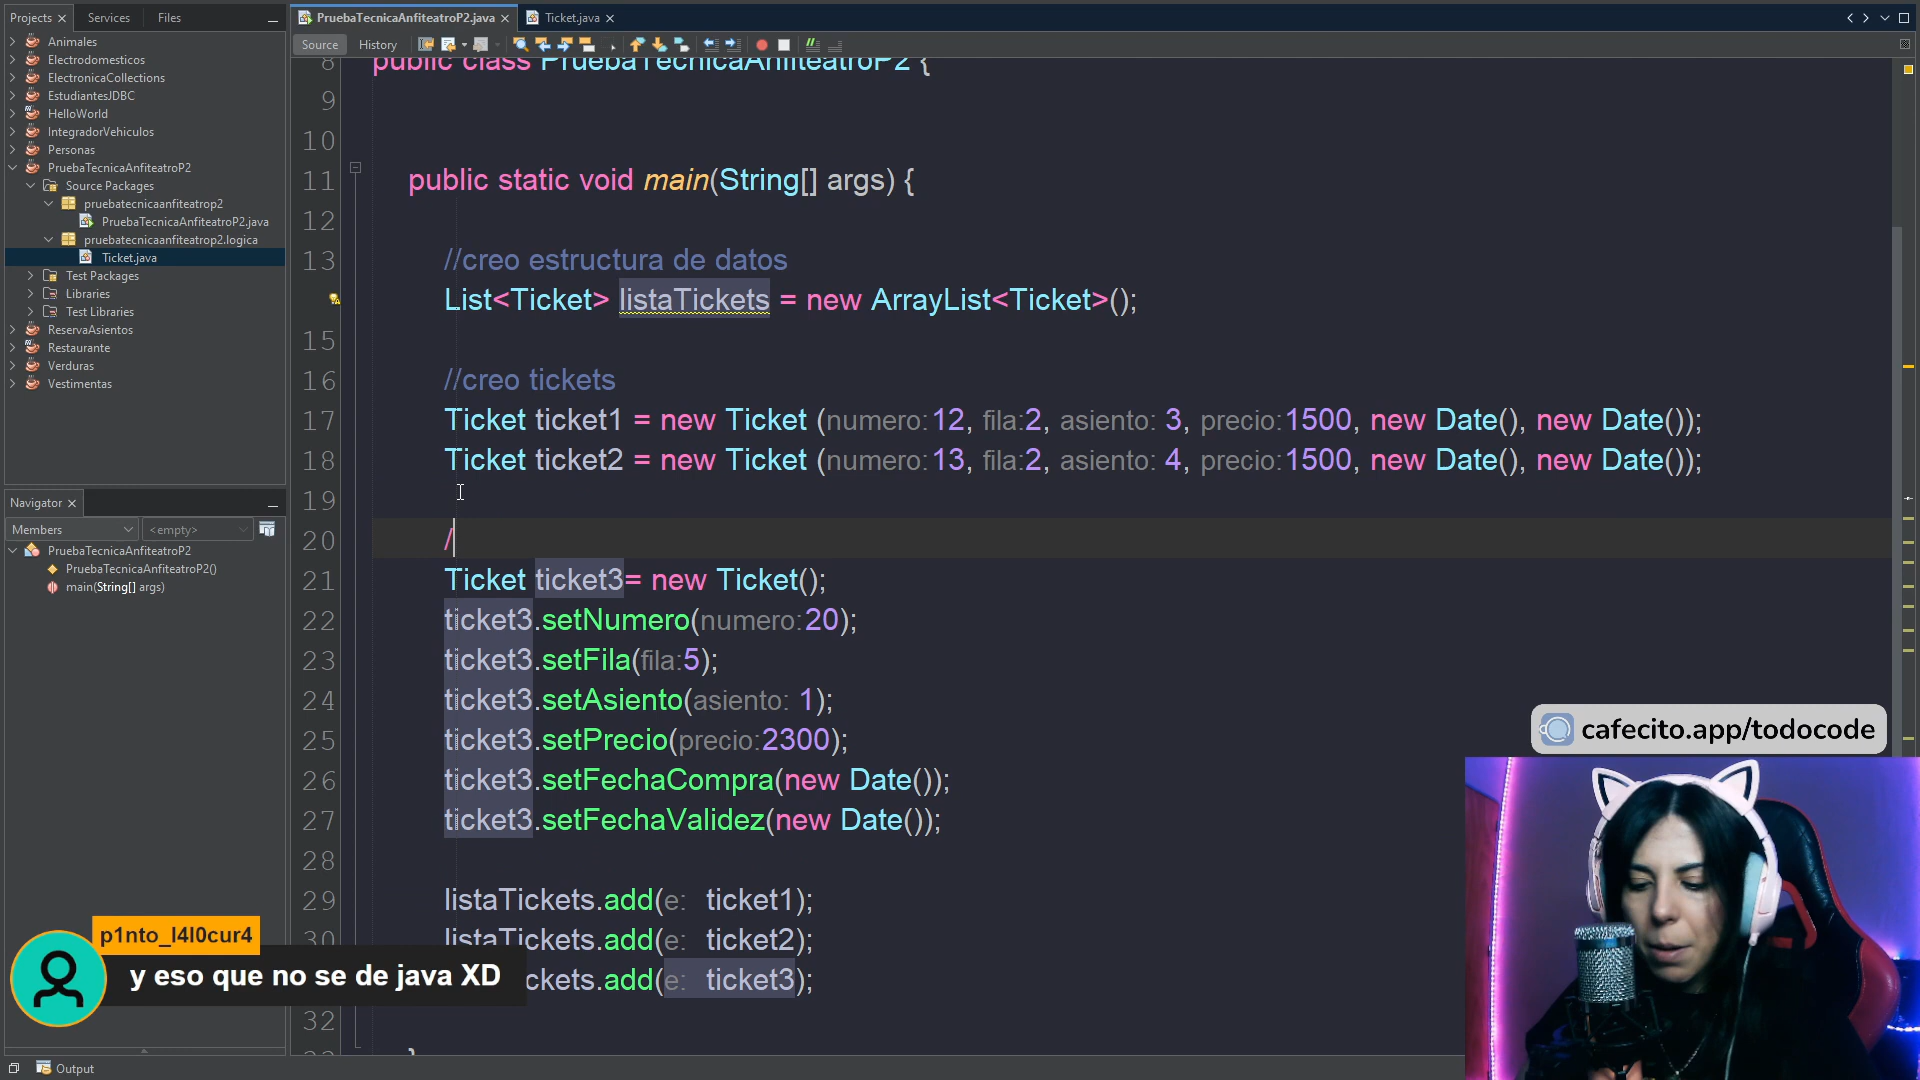 Projects
Services
Files
PruebaTecnicaAnfiteatroP2.java
Ticket.java
Source
History
Animales
Electrodomesticos
ElectronicaCollections
EstudiantesJDBC
HelloWorld
IntegradorVehiculos
Personas
PruebaTecnicaAnfiteatroP2
Source Packages
pruebatecnicaanfiteatrop2
PruebaTecnicaAnfiteatroP2.java
pruebatecnicaanfiteatrop2.logica
Ticket.java
Test Packages
Libraries
Test Libraries
ReservaAsientos
Restaurante
Verduras
Vestimentas
Navigator
Members
<empty>
PruebaTecnicaAnfiteatroP2
PruebaTecnicaAnfiteatroP2()
main(String[] args)
8 public class PruebaTecnicaAnfiteatroP2 {
9
10
11 public static void main(String[] args) {
12
13 //creo estructura de datos
List<Ticket> listaTickets = new ArrayList<Ticket>();
15
16 //creo tickets
17 Ticket ticket1 = new Ticket (numero:12, fila:2, asiento: 3, precio:1500, new Date(), new Date());
18 Ticket ticket2 = new Ticket (numero:13, fila:2, asiento: 4, precio:1500, new Date(), new Date());
19
20 /
21 Ticket ticket3= new Ticket();
22 ticket3.setNumero(numero:20);
23 ticket3.setFila(fila:5);
24 ticket3.setAsiento(asiento: 1);
25 ticket3.setPrecio(precio:2300);
26 ticket3.setFechaCompra(new Date());
27 ticket3.setFechaValidez(new Date());
28
29 listaTickets.add(e: ticket1);
30 listaTickets.add(e: ticket2);
ckets.add(e: ticket3);
32
}
cafecito.app/todocode
p1nto_l4l0cur4
y eso que no se de java XD
Output